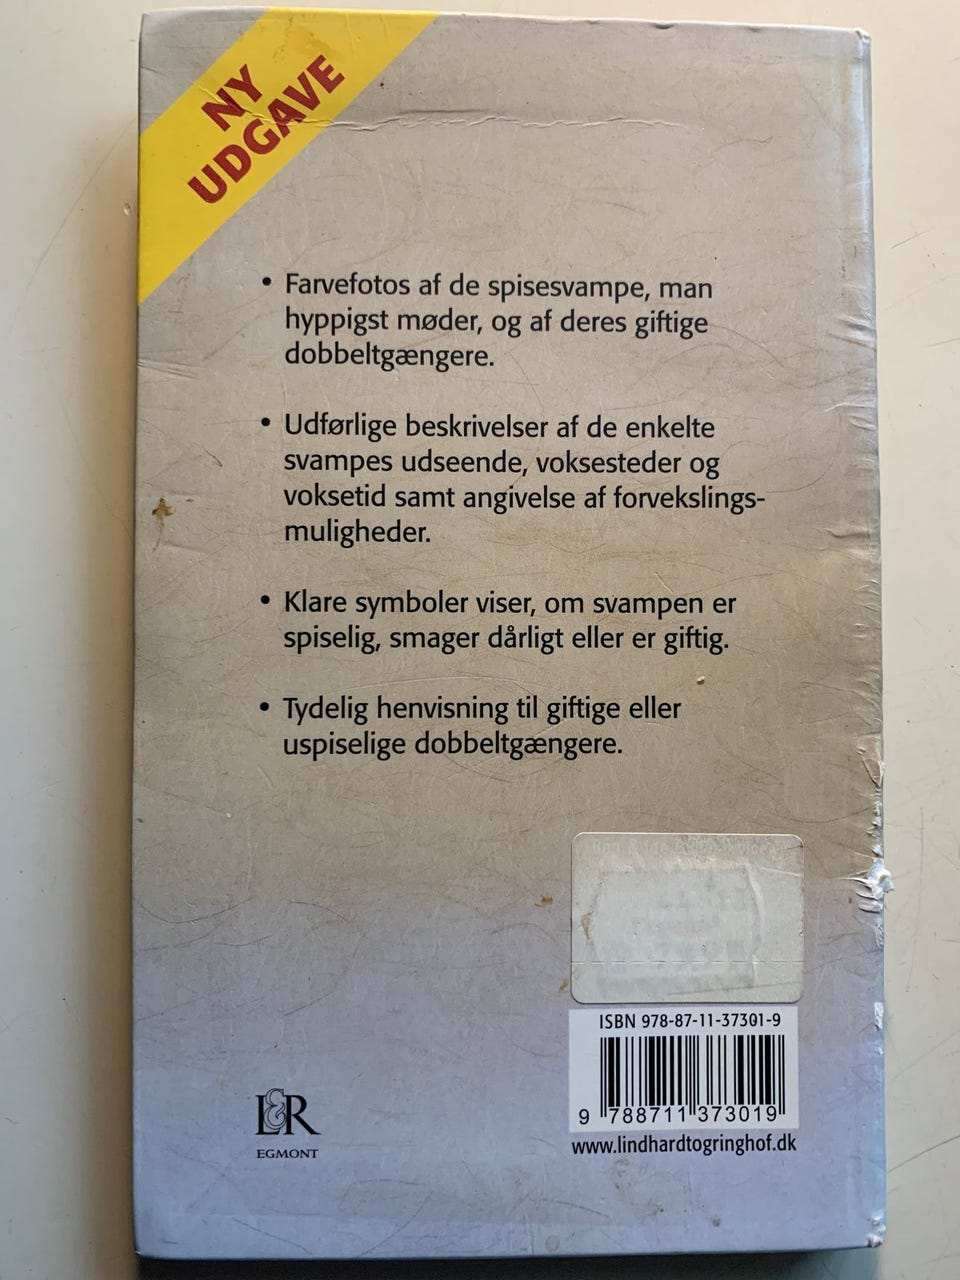 NY
UDGAVE
• Farvefotos af de spisesvampe, man
hyppigst møder, og af deres giftige
dobbeltgængere.
• Udførlige beskrivelser af de enkelte
svampes udseende, voksesteder og
voksetid samt angivelse af forvekslings-
muligheder.
• Klare symboler viser, om svampen er
spiselig, smager dårligt eller er giftig.
• Tydelig henvisning til giftige eller
uspiselige dobbeltgængere.
ISBN 978-87-11-37301-9
9 788711 373019
www.lindhardtogringhof.dk
L&R
EGMONT